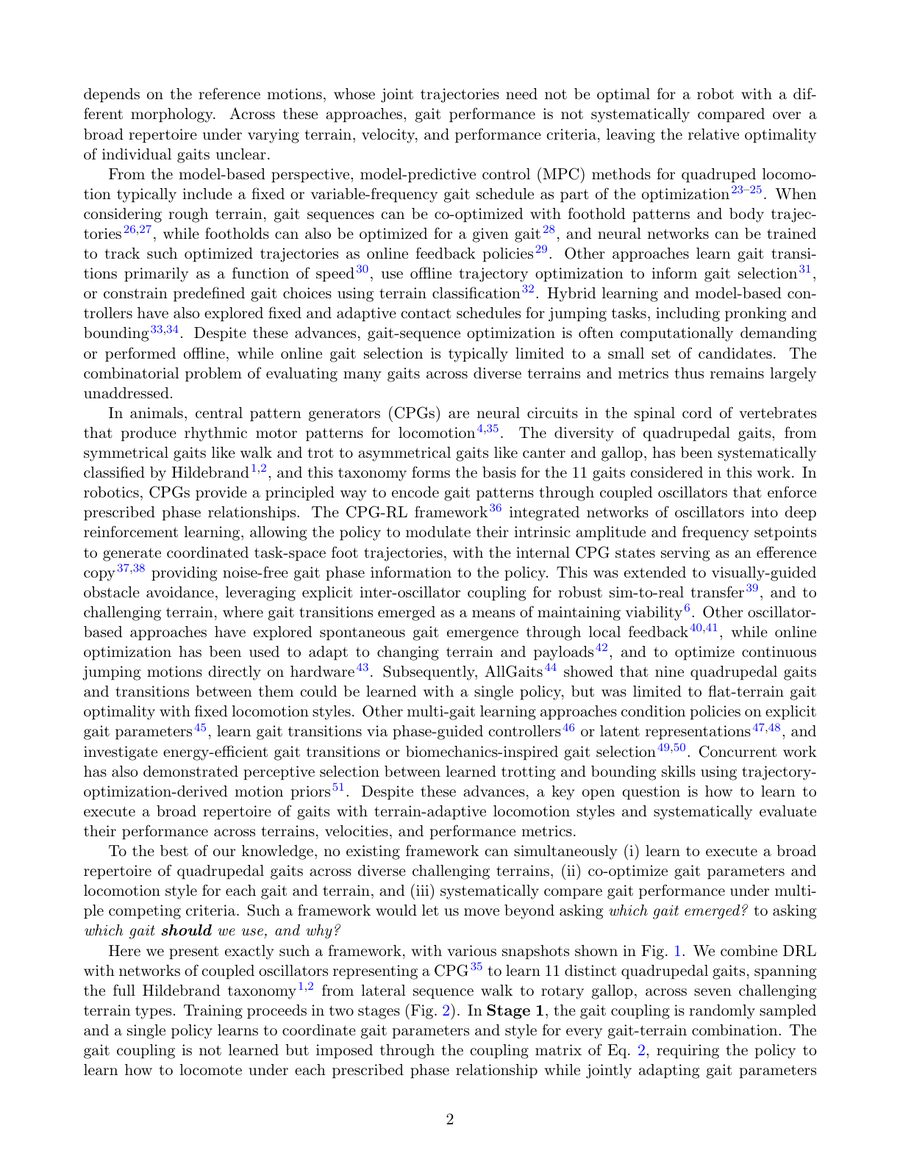 depends on the reference motions, whose joint trajectories need not be optimal for a robot with a dif-
ferent morphology. Across these approaches, gait performance is not systematically compared over a
broad repertoire under varying terrain, velocity, and performance criteria, leaving the relative optimality
of individual gaits unclear.
From the model-based perspective, model-predictive control (MPC) methods for quadruped locomo-
tion typically include a fixed or variable-frequency gait schedule as part of the optimization23–25. When
considering rough terrain, gait sequences can be co-optimized with foothold patterns and body trajec-
tories26,27, while footholds can also be optimized for a given gait28, and neural networks can be trained
to track such optimized trajectories as online feedback policies29. Other approaches learn gait transi-
tions primarily as a function of speed30, use offline trajectory optimization to inform gait selection31,
or constrain predefined gait choices using terrain classification32. Hybrid learning and model-based con-
trollers have also explored fixed and adaptive contact schedules for jumping tasks, including pronking and
bounding33,34. Despite these advances, gait-sequence optimization is often computationally demanding
or performed offline, while online gait selection is typically limited to a small set of candidates. The
combinatorial problem of evaluating many gaits across diverse terrains and metrics thus remains largely
unaddressed.
In animals, central pattern generators (CPGs) are neural circuits in the spinal cord of vertebrates
that produce rhythmic motor patterns for locomotion4,35. The diversity of quadrupedal gaits, from
symmetrical gaits like walk and trot to asymmetrical gaits like canter and gallop, has been systematically
classified by Hildebrand1,2, and this taxonomy forms the basis for the 11 gaits considered in this work. In
robotics, CPGs provide a principled way to encode gait patterns through coupled oscillators that enforce
prescribed phase relationships. The CPG-RL framework36 integrated networks of oscillators into deep
reinforcement learning, allowing the policy to modulate their intrinsic amplitude and frequency setpoints
to generate coordinated task-space foot trajectories, with the internal CPG states serving as an efference
copy37,38 providing noise-free gait phase information to the policy. This was extended to visually-guided
obstacle avoidance, leveraging explicit inter-oscillator coupling for robust sim-to-real transfer39, and to
challenging terrain, where gait transitions emerged as a means of maintaining viability6. Other oscillator-
based approaches have explored spontaneous gait emergence through local feedback40,41, while online
optimization has been used to adapt to changing terrain and payloads42, and to optimize continuous
jumping motions directly on hardware43. Subsequently, AllGaits44 showed that nine quadrupedal gaits
and transitions between them could be learned with a single policy, but was limited to flat-terrain gait
optimality with fixed locomotion styles. Other multi-gait learning approaches condition policies on explicit
gait parameters45, learn gait transitions via phase-guided controllers46 or latent representations47,48, and
investigate energy-efficient gait transitions or biomechanics-inspired gait selection49,50. Concurrent work
has also demonstrated perceptive selection between learned trotting and bounding skills using trajectory-
optimization-derived motion priors51. Despite these advances, a key open question is how to learn to
execute a broad repertoire of gaits with terrain-adaptive locomotion styles and systematically evaluate
their performance across terrains, velocities, and performance metrics.
To the best of our knowledge, no existing framework can simultaneously (i) learn to execute a broad
repertoire of quadrupedal gaits across diverse challenging terrains, (ii) co-optimize gait parameters and
locomotion style for each gait and terrain, and (iii) systematically compare gait performance under multi-
ple competing criteria. Such a framework would let us move beyond asking which gait emerged? to asking
which gait should we use, and why?
Here we present exactly such a framework, with various snapshots shown in Fig. 1. We combine DRL
with networks of coupled oscillators representing a CPG35 to learn 11 distinct quadrupedal gaits, spanning
the full Hildebrand taxonomy1,2 from lateral sequence walk to rotary gallop, across seven challenging
terrain types. Training proceeds in two stages (Fig. 2). In Stage 1, the gait coupling is randomly sampled
and a single policy learns to coordinate gait parameters and style for every gait-terrain combination. The
gait coupling is not learned but imposed through the coupling matrix of Eq. 2, requiring the policy to
learn how to locomote under each prescribed phase relationship while jointly adapting gait parameters
2